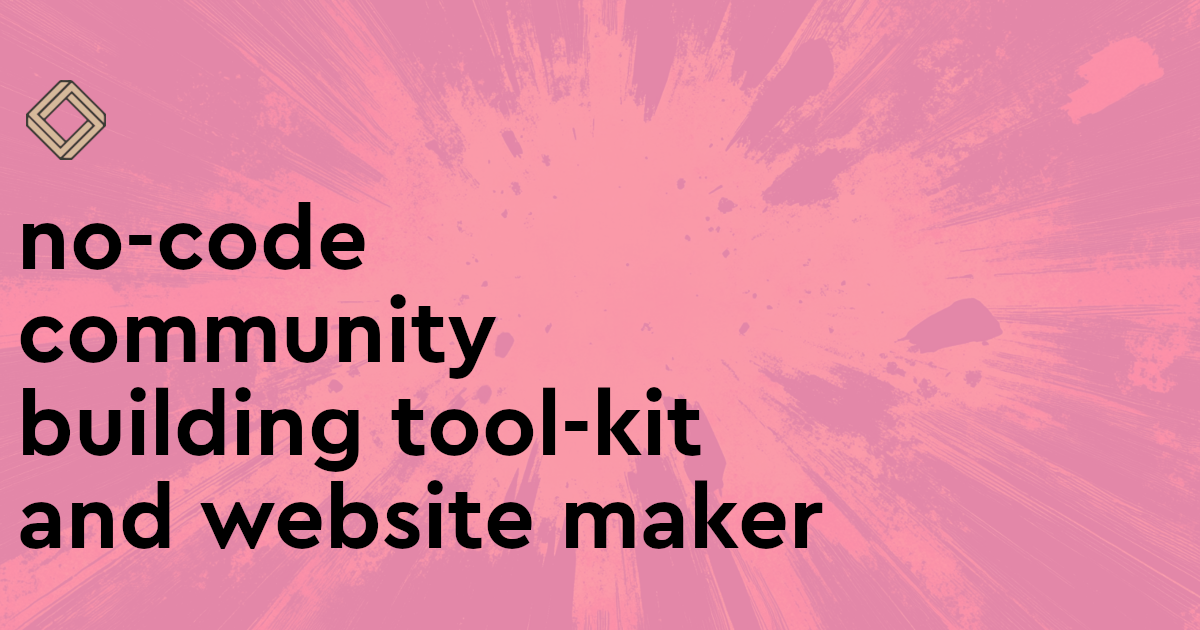 no-code
community
building tool-kit
and website maker